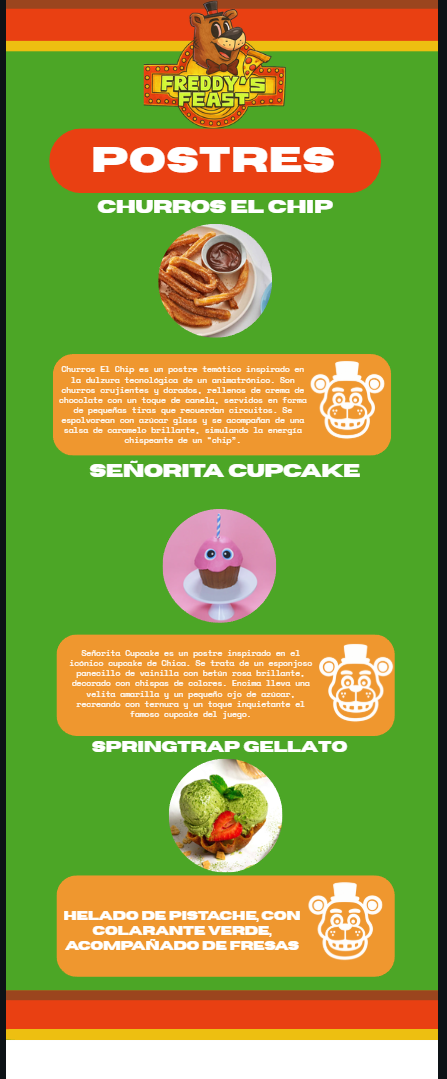 FREDDY'S
FEAST
POSTRES
CHURROS EL CHIP
Churros El Chip es un postre temático inspirado en
la dulzura tecnológica de un animatrónico. Son
churros crujientes y dorados, rellenos de crema de
chocolate con un toque de canela, servidos en forma
de pequeñas tiras que recuerdan circuitos. Se
espolvorean con azúcar glass y se acompañan de una
salsa de caramelo brillante, simulando la energía
chispeante de un "chip".
SEÑORITA CUPCAKE
Señorita Cupcake es un postre inspirado en el
icónico cupcake de Chica. Se trata de un esponjoso
panecillo de vainilla con betún rosa brillante,
decorado con chispas de colores. Encima lleva una
velita amarilla y un pequeño ojo de azúcar,
recreando con ternura y un toque inquietante el
famoso cupcake del juego.
SPRINGTRAP GELLATO
HELADO DE PISTACHE, CON
COLARANTE VERDE,
ACOMPAÑADO DE FRESAS